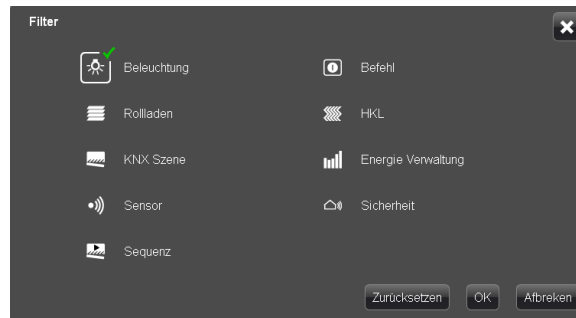 Filter
Beleuchtung
Befehl
Rollladen
HKL
KNX Szene
Energie Verwaltung
Sensor
Sicherheit
Sequenz
Zurücksetzen
OK
Afbreken